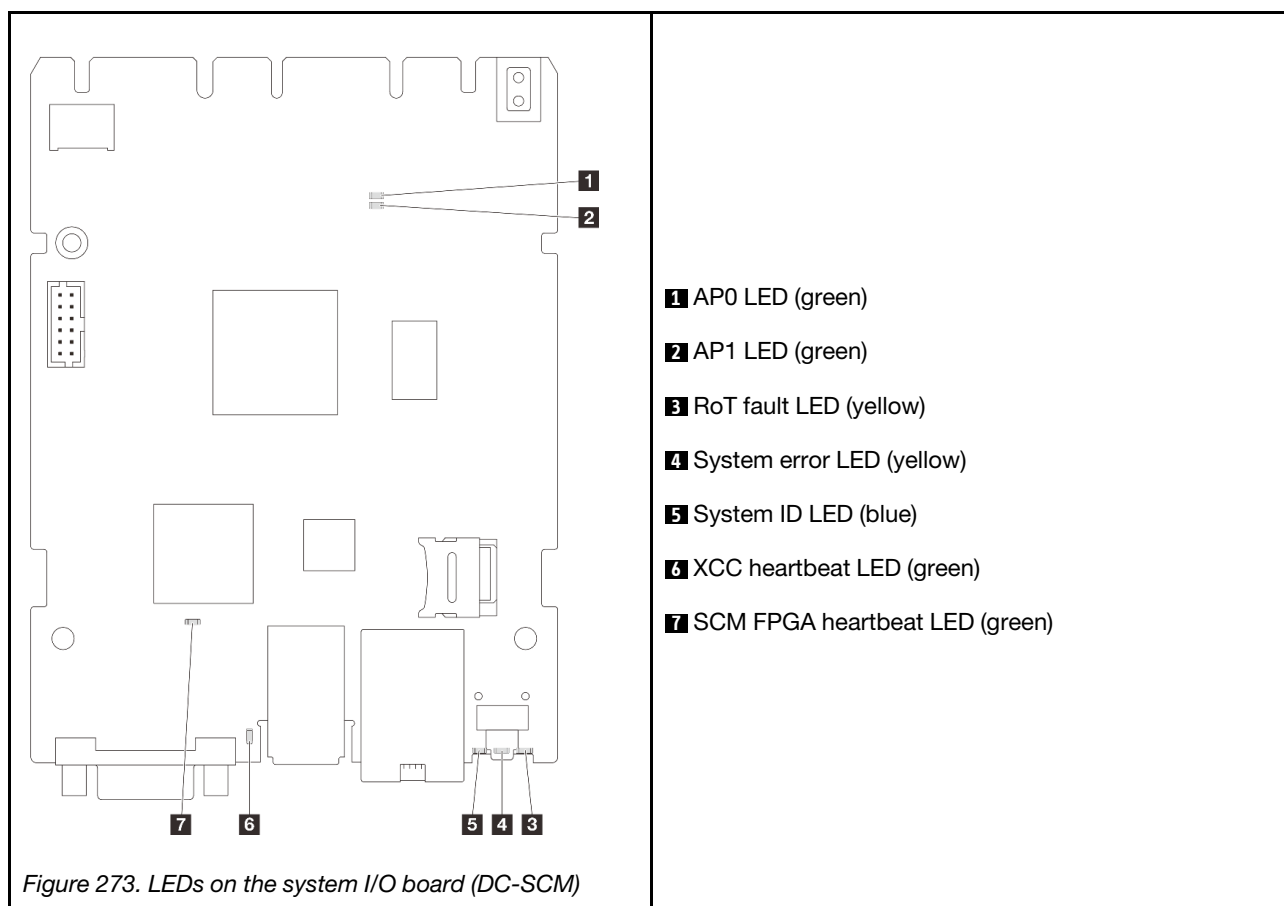 1
2
7
6
5
4
3
Figure 273. LEDs on the system I/O board (DC-SCM)
1 AP0 LED (green)
2 AP1 LED (green)
3 RoT fault LED (yellow)
4 System error LED (yellow)
5 System ID LED (blue)
6 XCC heartbeat LED (green)
7 SCM FPGA heartbeat LED (green)